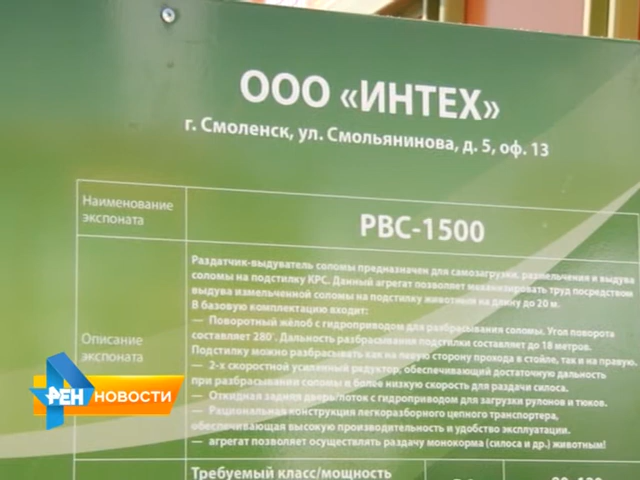 ООО «ИНТЕХ»
г. Смоленск, ул. Смольянинова, д. 5, оф. 13
Наименование
экспоната
РВС-1500
Описание
экспоната
Раздатчик-выдуватель соломы предназначен для самозагрузки, размельчения и выдува
соломы на подстилку КРС. Данный агрегат позволяет механизировать труд посредством
выдува измельченной соломы на подстилку животным на длину до 20 м.
В базовую комплектацию входит:
— Поворотный жёлоб с гидроприводом для разбрасывания соломы. Угол поворота
составляет 280°. Дальность разбрасывания подстилки составляет до 18 метров.
Подстилку можно разбрасывать как на левую сторону прохода в стойле, так и на правую.
— 2-х скоростной усиленный редуктор, обеспечивающий достаточную дальность
при разбрасывании соломы и более низкую скорость для раздачи силоса.
— Откидная задняя дверь/лоток с гидроприводом для загрузки рулонов и тюков.
— Рациональная конструкция легкоразборного цепного транспортера,
обеспечивающая высокую производительность и удобство эксплуатации.
— агрегат позволяет осуществлять раздачу монокорма (силоса и др.) животным!
Требуемый класс/мощность
РЕН НОВОСТИ